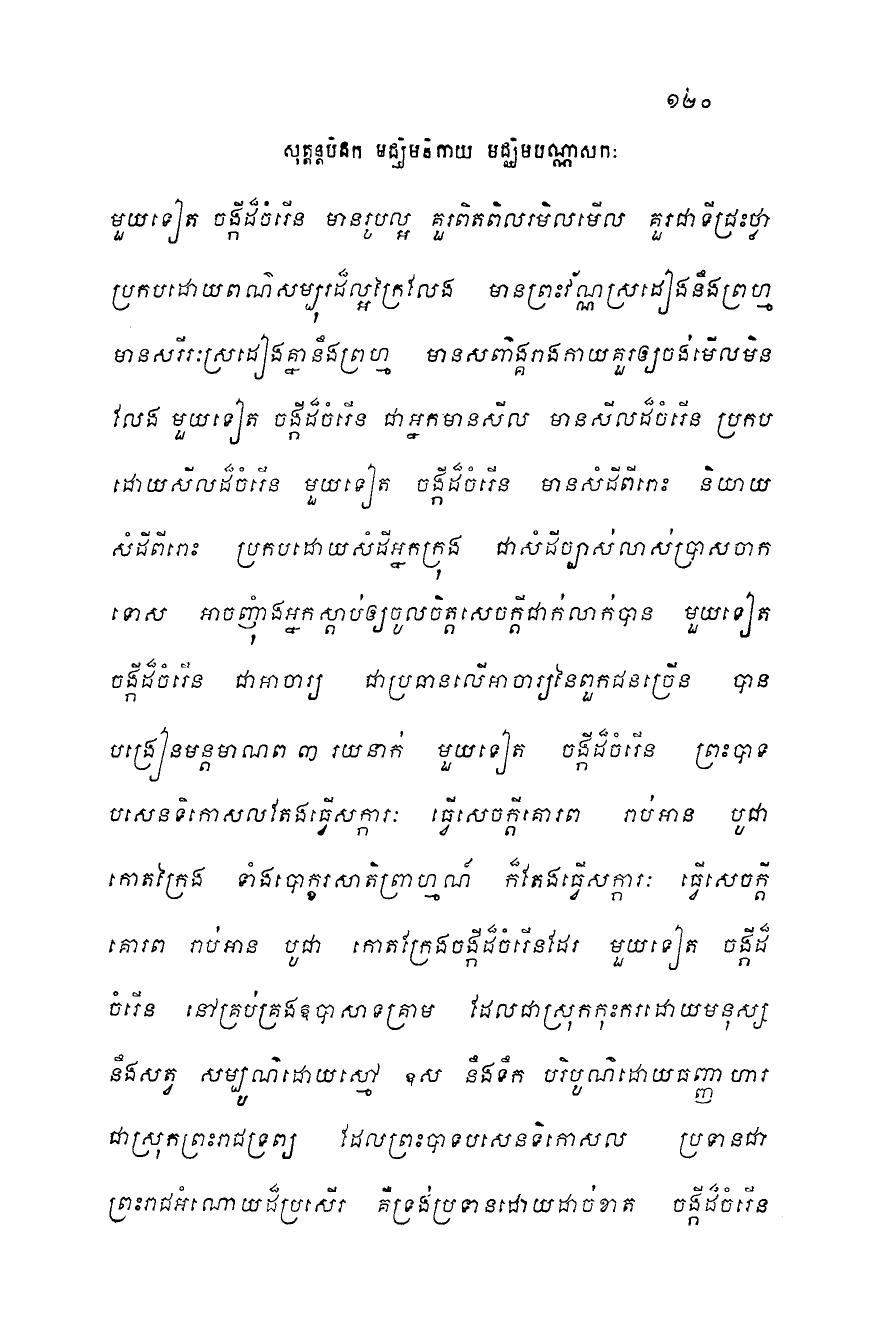 ១២០
សុត្តន្តបិដក មជ្ឈិមនិកាយ មជ្ឈិមបណ្ណាសកៈ
មួយទៀត ចង្កីដ៏ចំរើន មានរូបល្អ គួរពិតពិលរមិលមើល គួរជាទីជ្រះថ្លា
ប្រកបដោយពណ៌សម្បុរដ៏ល្អក្រៃលែង មានព្រះវ័ណ្ណស្រដៀងនឹងព្រហ្ម
មានសរីរៈស្រដៀងគ្នានឹងព្រហ្ម មានសព៌ាង្គរាងកាយគួរឲ្យចង់មើលមិន
លែង មួយទៀត ចង្កីដ៏ចំរើន ជាអ្នកមានសីល មានសីលដ៏ចំរើន ប្រកប
ដោយសីលដ៏ចំរើន មួយទៀត ចង្កីដ៏ចំរើន មានសំដីពីរោះ និយាយ
សំដីពីរោះ ប្រកបដោយសំដីអ្នកក្រុង ជាសំដីច្បាស់លាស់ប្រាសចាក
ទោស អាចញុំាងអ្នកស្តាប់ឲ្យចូលចិត្តសេចក្តីជាក់លាក់បាន មួយទៀត
ចង្កីដ៏ចំរើន ជាអាចារ្យ ជាប្រធានលើអាចារ្យនៃពួកជនច្រើន បាន
បង្រៀនមន្តមាណព ៣ រយនាក់ មួយទៀត ចង្កីដ៏ចំរើន ព្រះបាទ
បសេនទិកោសលតែងធ្វើសក្ការៈ ធ្វើសេចក្តីគោរព រាប់អាន បូជា
កោតក្រែង ទាំងបោក្ខរសាតិព្រាហ្មណ៍ ក៏តែងធ្វើសក្ការៈ ធ្វើសេចក្តី
គោរព រាប់អាន បូជា កោតក្រែងចង្កីដ៏ចំរើនដែរ មួយទៀត ចង្កីដ៏
ចំរើន នៅគ្រប់គ្រងឧបាសាទគ្រាម ដែលជាស្រុកកុះករដោយមនុស្ស
នឹងសត្វ សម្បូណ៌ដោយស្មៅ ឧស នឹងទឹក បរិបូណ៌ដោយធញ្ញាហារ
ជាស្រុកព្រះរាជទ្រព្យ ដែលព្រះបាទបសេនទិកោសល ប្រទានជា
ព្រះរាជអំណោយដ៏ប្រសើរ គឺទ្រង់ប្រទានដោយដាច់ខាត ចង្កីដ៏ចំរើន